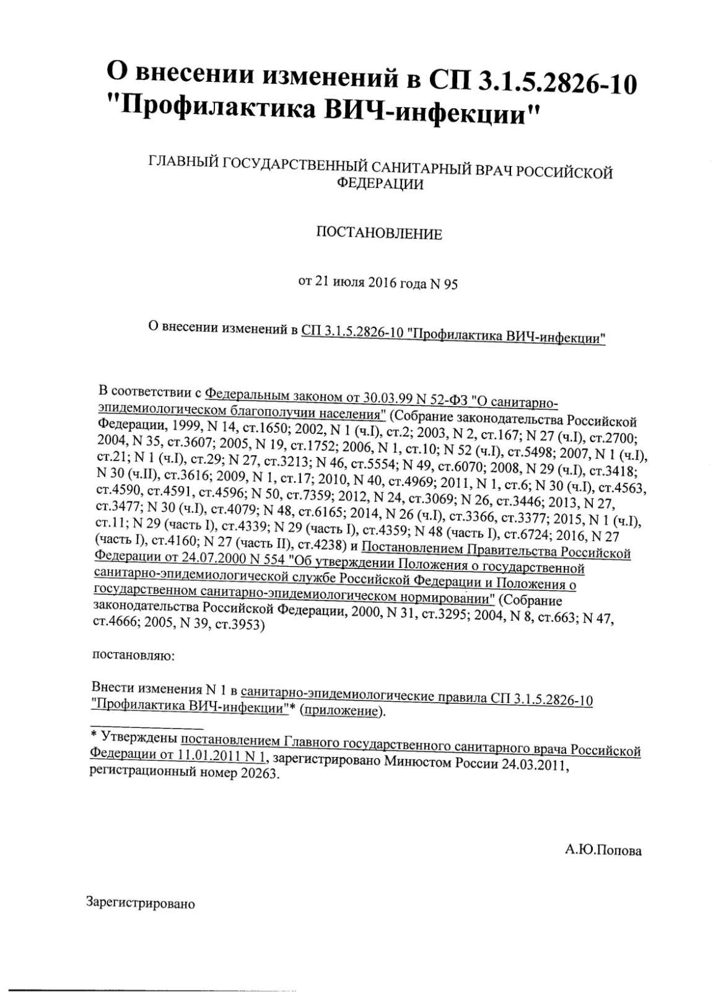 О внесении изменений в СП 3.1.5.2826-10
"Профилактика ВИЧ-инфекции"
ГЛАВНЫЙ ГОСУДАРСТВЕННЫЙ САНИТАРНЫЙ ВРАЧ РОССИЙСКОЙ
ФЕДЕРАЦИИ
ПОСТАНОВЛЕНИЕ
от 21 июля 2016 года N 95
О внесении изменений в СП 3.1.5.2826-10 "Профилактика ВИЧ-инфекции"
В соответствии с Федеральным законом от 30.03.99 N 52-ФЗ "О санитарно-
эпидемиологическом благополучии населения" (Собрание законодательства Российской
Федерации, 1999, N 14, ст.1650; 2002, N 1 (ч.I), ст.2; 2003, N 2, ст.167; N 27 (ч.I), ст.2700;
2004, N 35, ст.3607; 2005, N 19, ст.1752; 2006, N 1, ст.10; N 52 (ч.I), ст.5498; 2007, N 1 (ч.I),
ст.21; N 1 (ч.I), ст.29; N 27, ст.3213; N 46, ст.5554; N 49, ст.6070; 2008, N 29 (ч.I), ст.3418;
N 30 (ч.II), ст.3616; 2009, N 1, ст.17; 2010, N 40, ст.4969; 2011, N 1, ст.6; N 30 (ч.I), ст.4563,
ст.4590, ст.4591, ст.4596; N 50, ст.7359; 2012, N 24, ст.3069; N 26, ст.3446; 2013, N 27,
ст.3477; N 30 (ч.I), ст.4079; N 48, ст.6165; 2014, N 26 (ч.I), ст.3366, ст.3377; 2015, N 1 (ч.I),
ст.11; N 29 (часть I), ст.4339; N 29 (часть I), ст.4359; N 48 (часть I), ст.6724; 2016, N 27
(часть I), ст.4160; N 27 (часть II), ст.4238) и Постановлением Правительства Российской
Федерации от 24.07.2000 N 554 "Об утверждении Положения о государственной
санитарно-эпидемиологической службе Российской Федерации и Положения о
государственном санитарно-эпидемиологическом нормировании" (Собрание
законодательства Российской Федерации, 2000, N 31, ст.3295; 2004, N 8, ст.663; N 47,
ст.4666; 2005, N 39, ст.3953)
постановляю:
Внести изменения N 1 в санитарно-эпидемиологические правила СП 3.1.5.2826-10
"Профилактика ВИЧ-инфекции"* (приложение).
* Утверждены постановлением Главного государственного санитарного врача Российской
Федерации от 11.01.2011 N 1, зарегистрировано Минюстом России 24.03.2011,
регистрационный номер 20263.
А.Ю.Попова
Зарегистрировано